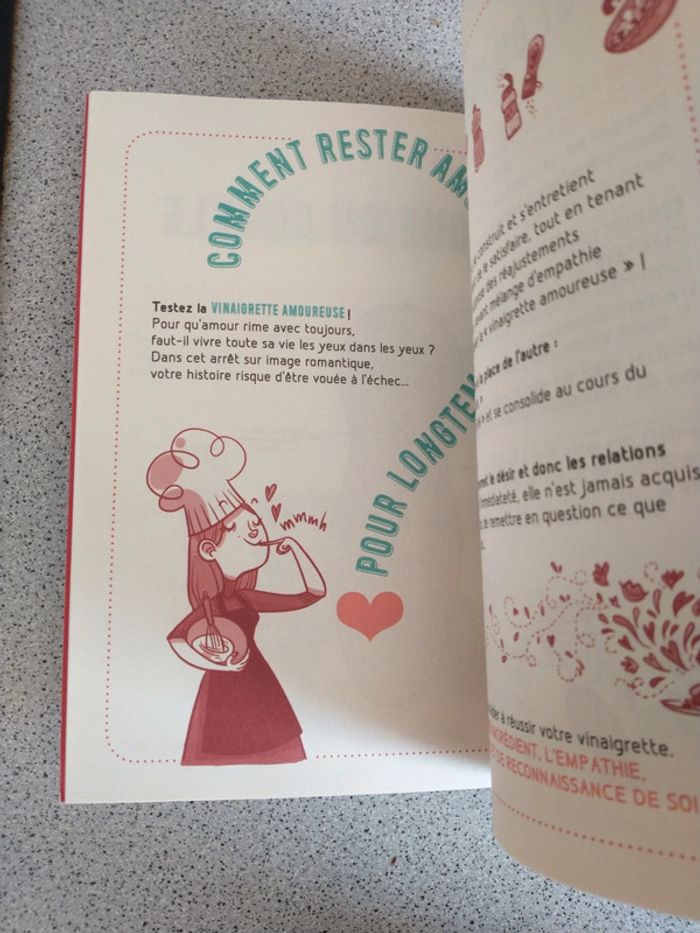 COMMENT RESTER
Testez la VINAIGRETTE AMOUREUSE |
Pour qu'amour rime avec toujours,
faut-il vivre toute sa vie les yeux dans les yeux ?
Dans cet arrêt sur image romantique,
votre histoire risque d'être vouée à l'échec...
POUR
mmmh
construit et s'entretient
de le satisfaire, tout en tenant
des réajustements
mélange d'empathie
« vinaigrette amoureuse » |
place de l'autre :
et se consolide au cours du
le désir et donc les relations
elle n'est jamais acquis
remettre en question ce que
à réussir votre vinaigrette.
L'EMPATHIE,
DE RECONNAISSANCE DE SOI